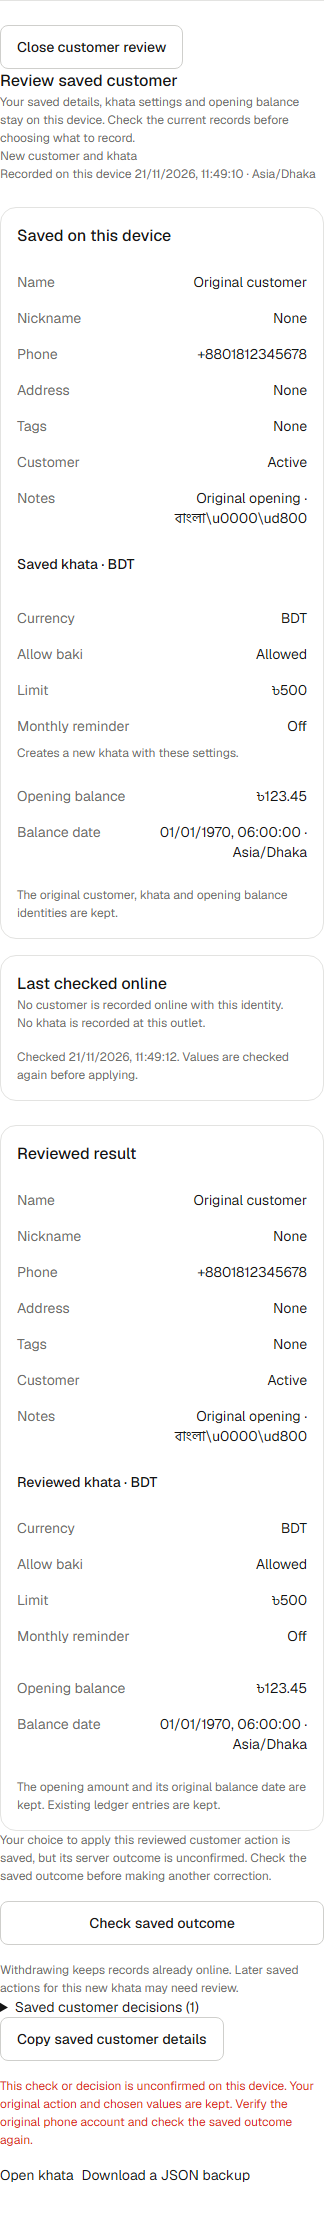 Close customer review
Review saved customer
Your saved details, khata settings and opening balance
stay on this device. Check the current records before
choosing what to record.
New customer and khata
Recorded on this device 21/11/2026, 11:49:10 · Asia/Dhaka
Saved on this device
Name Original customer
Nickname None
Phone +8801812345678
Address None
Tags None
Customer Active
Notes Original opening ·
বাংলা\u0000\ud800
Saved khata · BDT
Currency BDT
Allow baki Allowed
Limit ৳500
Monthly reminder Off
Creates a new khata with these settings.
Opening balance ৳123.45
Balance date 01/01/1970, 06:00:00 ·
Asia/Dhaka
The original customer, khata and opening balance
identities are kept.
Last checked online
No customer is recorded online with this identity.
No khata is recorded at this outlet.
Checked 21/11/2026, 11:49:12. Values are checked
again before applying.
Reviewed result
Name Original customer
Nickname None
Phone +8801812345678
Address None
Tags None
Customer Active
Notes Original opening ·
বাংলা\u0000\ud800
Reviewed khata · BDT
Currency BDT
Allow baki Allowed
Limit ৳500
Monthly reminder Off
Opening balance ৳123.45
Balance date 01/01/1970, 06:00:00 ·
Asia/Dhaka
The opening amount and its original balance date are
kept. Existing ledger entries are kept.
Your choice to apply this reviewed customer action is
saved, but its server outcome is unconfirmed. Check the
saved outcome before making another correction.
Check saved outcome
Withdrawing keeps records already online. Later saved
actions for this new khata may need review.
▶ Saved customer decisions (1)
Copy saved customer details
This check or decision is unconfirmed on this device. Your
original action and chosen values are kept. Verify the
original phone account and check the saved outcome
again.
Open khata Download a JSON backup